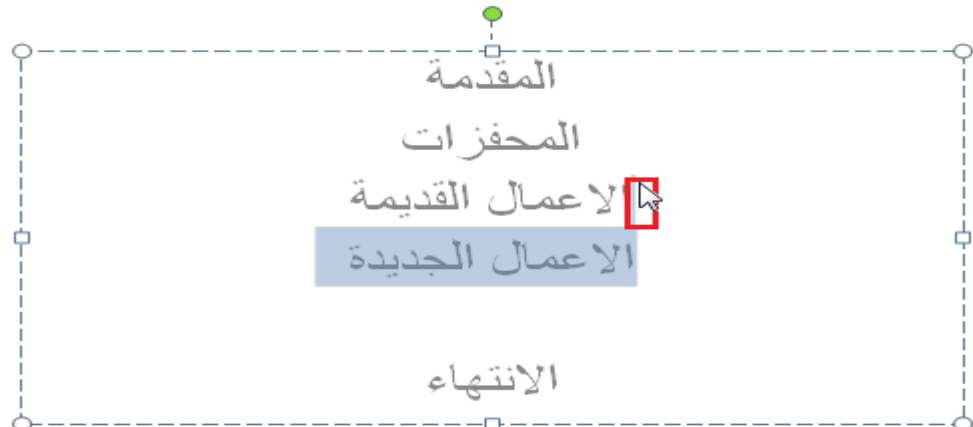 المقدمة
المحفزات
الاعمال القديمة
الاعمال الجديدة
الانتهاء